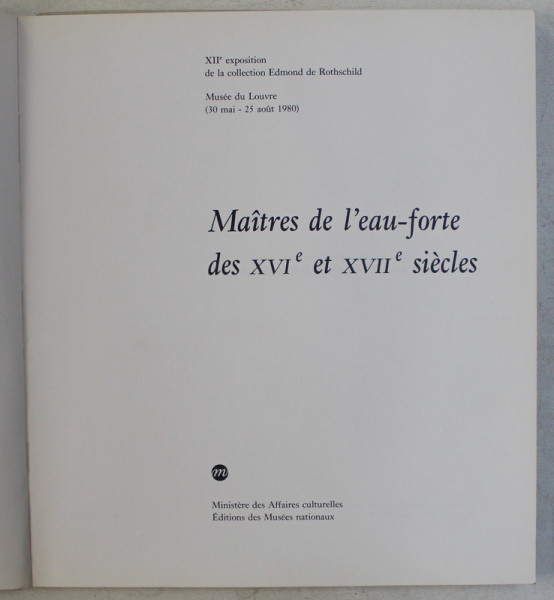 XIIe exposition
de la collection Edmond de Rothschild
Musée du Louvre
(30 mai - 25 août 1980)
Maîtres de l'eau-forte
des XVIe et XVIIe siècles
m
Ministère des Affaires culturelles
Éditions des Musées nationaux